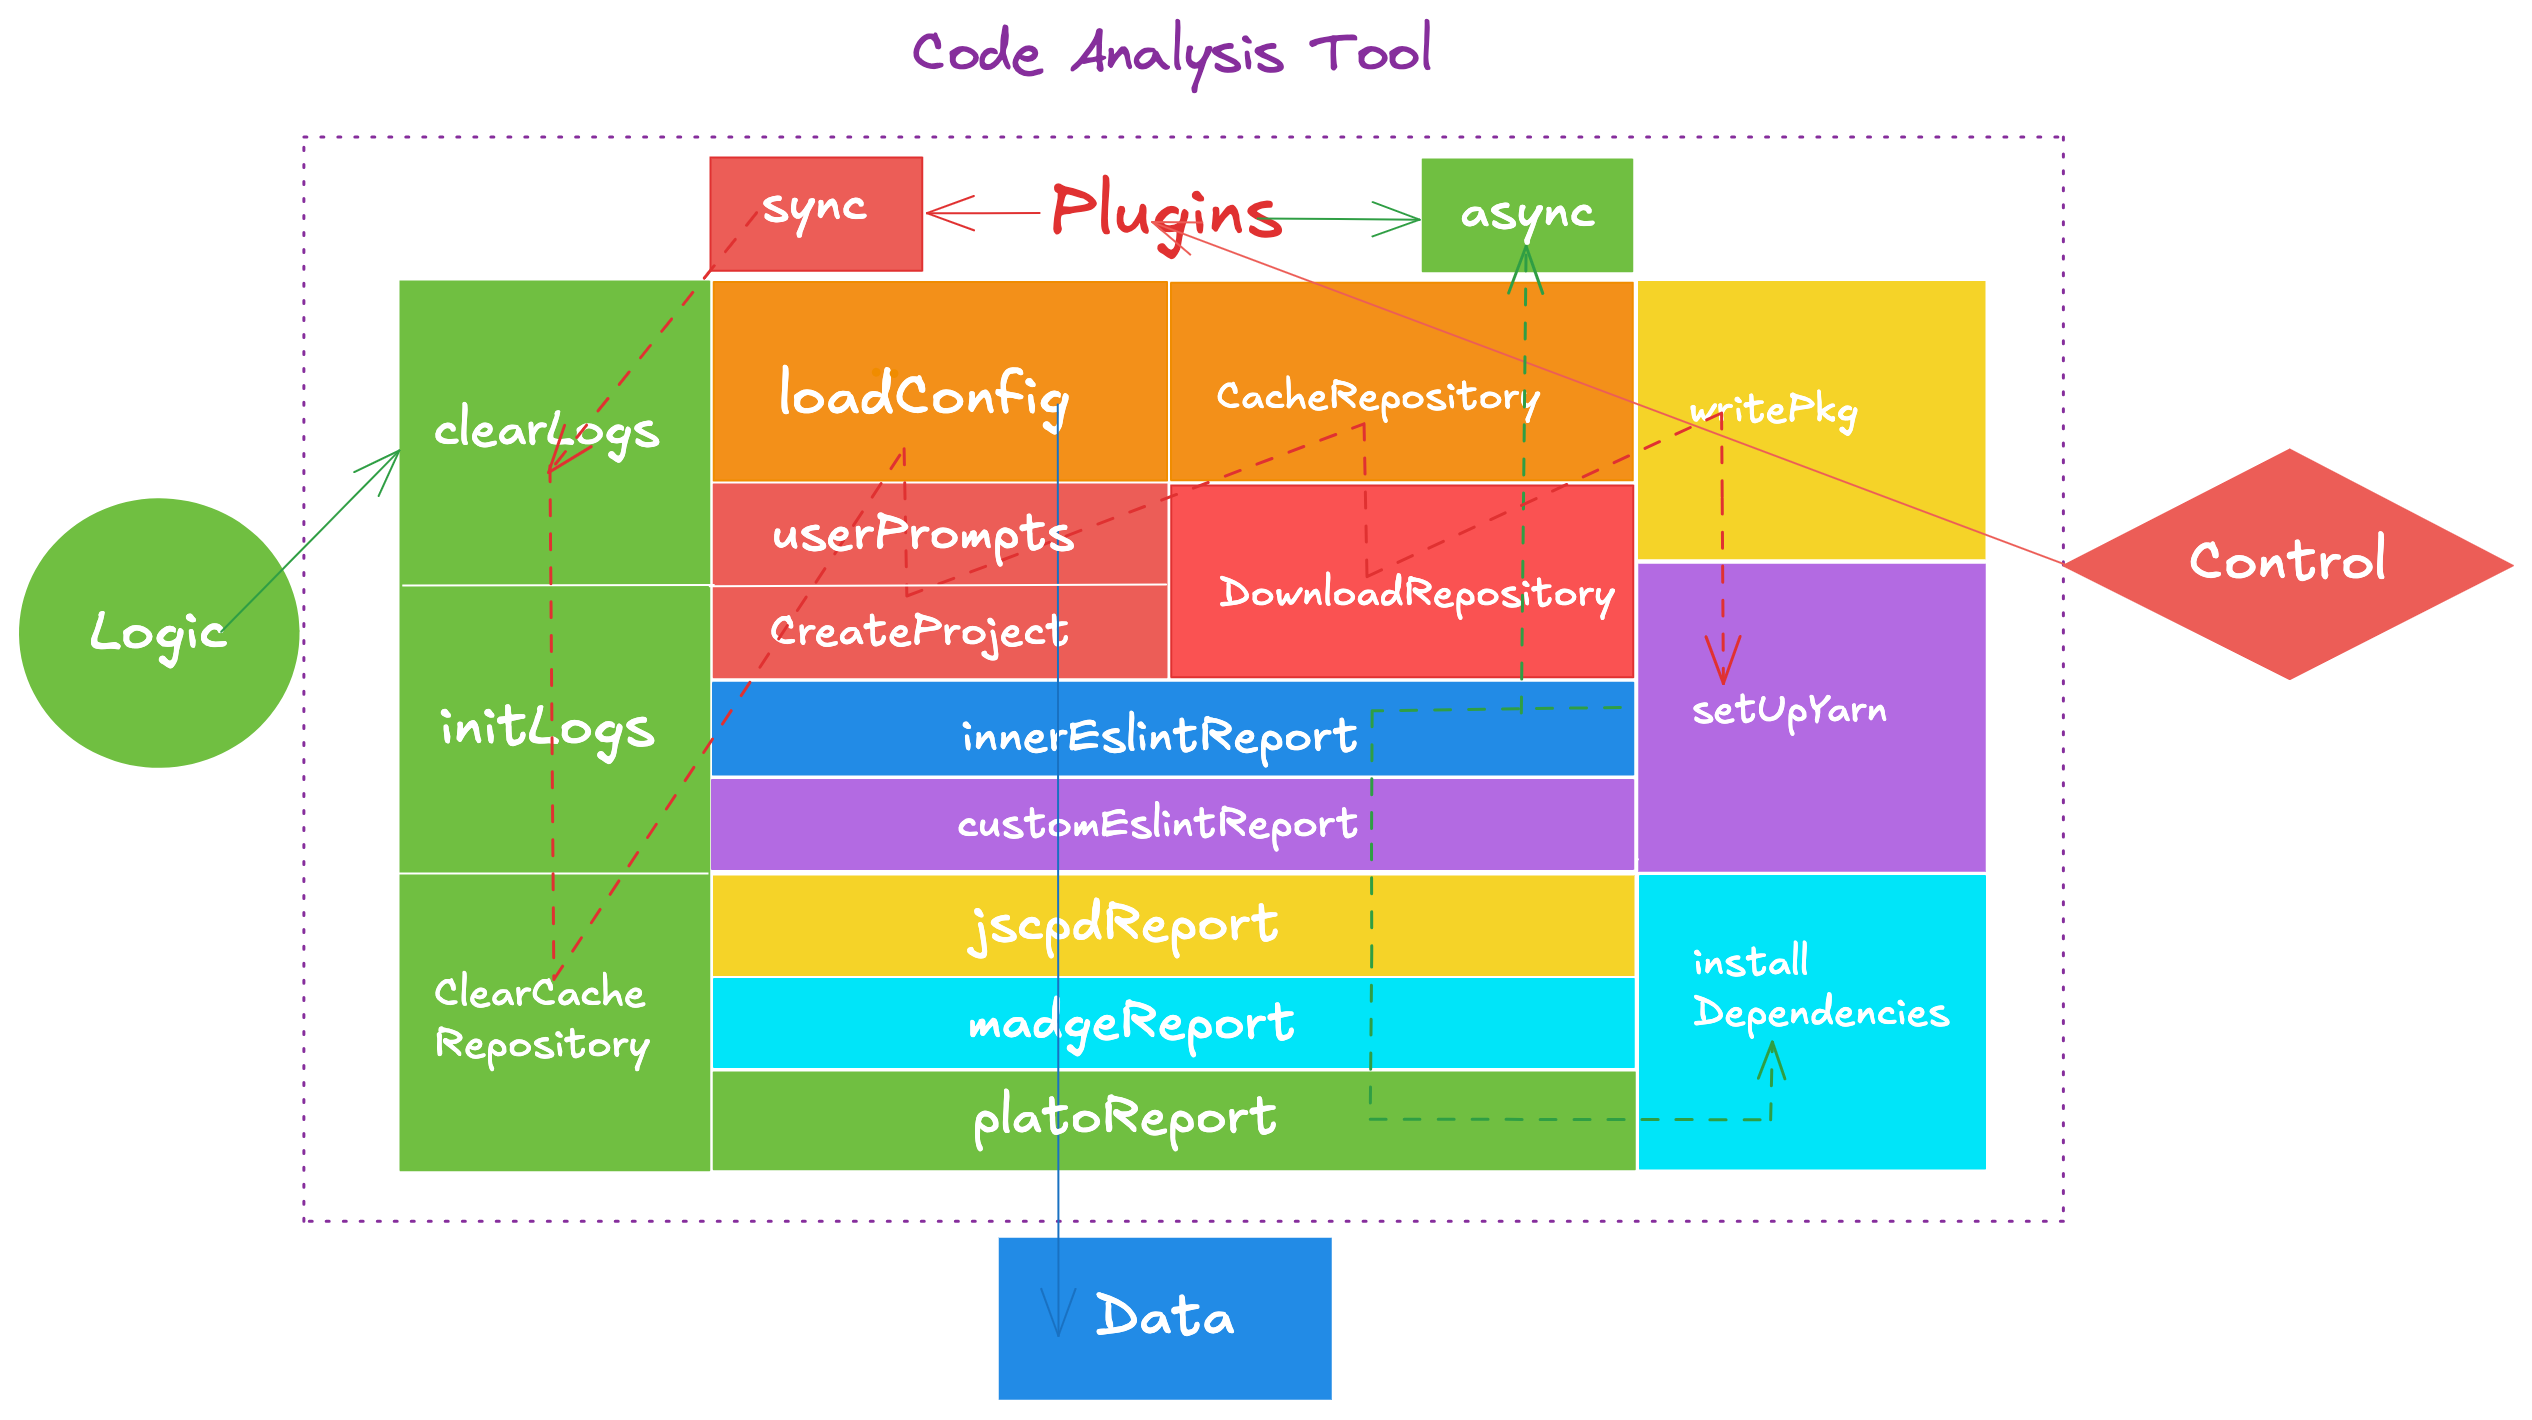 Code Analysis Tool
sync
Plugins
async
clearLogs
loadConfig
CacheRepository
writePkg
userPrompts
DownloadRepository
Control
Logic
CreateProject
initLogs
innerEslintReport
setUpYarn
customEslintReport
jscpdReport
install
Dependencies
ClearCache
Repository
madgeReport
platoReport
Data